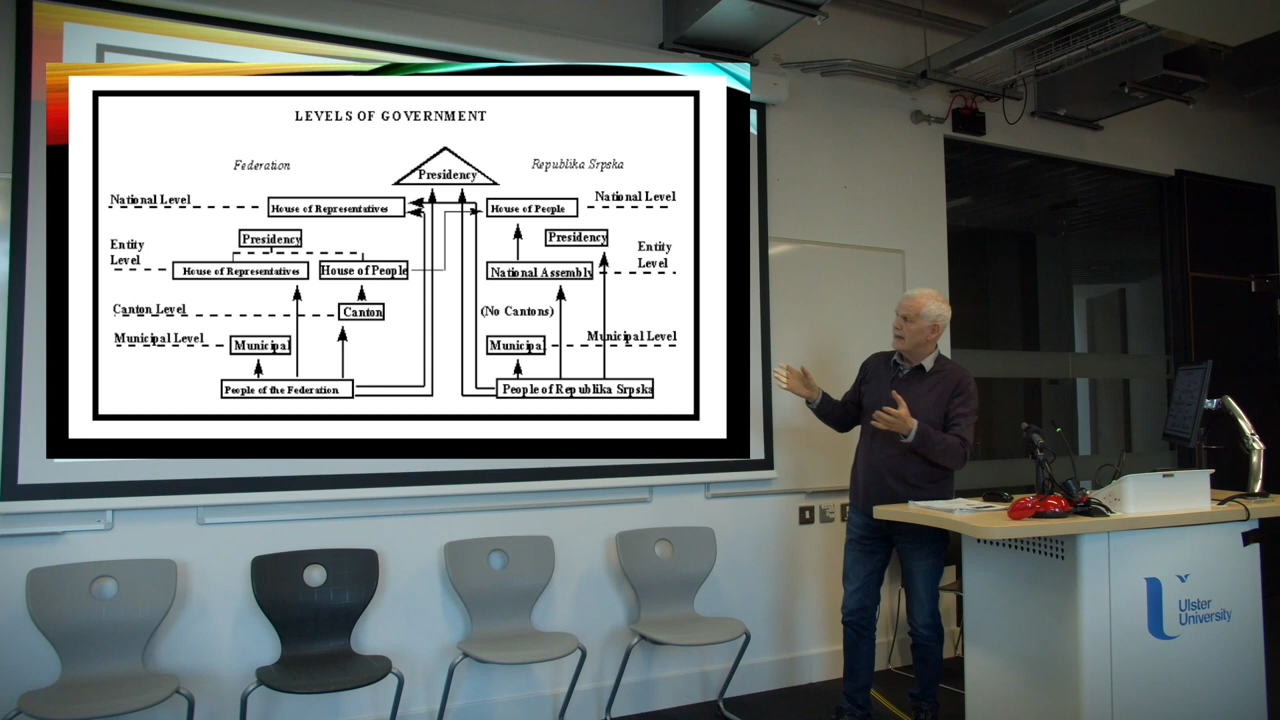 LEVELS OF GOVERNMENT
Federation
Republika Srpska
Presidency
National Level
House of Representatives
House of People
National Level
Presidency
Presidency
Entity
Level
Entity
Level
House of Representatives
House of People
National Assembly
Canton Level
Canton
(No Cantons)
Municipal Level
Municipal
Municipal
Municipal Level
People of the Federation
People of Republika Srpska
Ulster
University